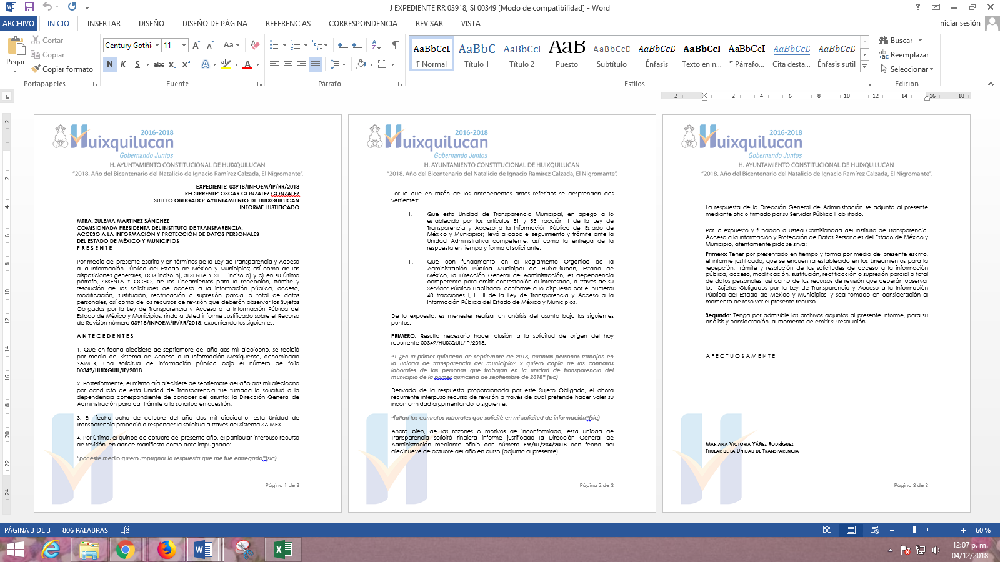 IJ EXPEDIENTE RR 03918, SI 00349 [Modo de compatibilidad] - Word
ARCHIVO INICIO INSERTAR DISEÑO DISEÑO DE PÁGINA REFERENCIAS CORRESPONDENCIA REVISAR VISTA Iniciar sesión
Pegar
Cortar
Copiar
Copiar formato
Century Gothi 11
AaBbCcI AaBbC AaBbCcI AaB AaBbCcD AaBbCcD AaBbCcI AaBbCcI AaBbCcD AaBbCcD
¶ Normal Título 1 Título 2 Puesto Subtítulo Énfasis Texto en n... ¶ Párrafo... Cita desta... Énfasis sutil
Buscar
Reemplazar
Seleccionar
Portapapeles Fuente Párrafo Estilos Edición
2 2 4 6 8 10 12 14 16 18
2016-2018
Huixquilucan
Gobernando Juntos
H. AYUNTAMIENTO CONSTITUCIONAL DE HUIXQUILUCAN
“2018. Año del Bicentenario del Natalicio de Ignacio Ramírez Calzada, El Nigromante”.
EXPEDIENTE: 03918/INFOEM/IP/RR/2018
RECURRENTE: OSCAR GONZALEZ GONZALEZ
SUJETO OBLIGADO: AYUNTAMIENTO DE HUIXQUILUCAN
INFORME JUSTIFICADO
MTRA. ZULEMA MARTÍNEZ SÁNCHEZ
COMISIONADA PRESIDENTA DEL INSTITUTO DE TRANSPARENCIA,
ACCESO A LA INFORMACIÓN Y PROTECCIÓN DE DATOS PERSONALES
DEL ESTADO DE MÉXICO Y MUNICIPIOS
P R E S E N T E
Por medio del presente escrito y en términos de la Ley de Transparencia y Acceso
a la Información Pública del Estado de México y Municipios; así como de las
disposiciones generales, DOS inciso h), SESENTA Y SIETE inciso b) y c) en su último
párrafo, SESENTA Y OCHO, de los Lineamientos para la recepción, trámite y
resolución de las solicitudes de acceso a la información pública, acceso,
modificación, sustitución, rectificación o supresión parcial o total de datos
personales, así como de los recursos de revisión que deberán observar los Sujetos
Obligados por la Ley de Transparencia y Acceso a la Información Pública del
Estado de México y Municipios, rindo a Usted informe Justificado sobre el Recurso
de Revisión número 03918/INFOEM/IP/RR/2018, exponiendo los siguientes:
A N T E C E D E N T E S
1. Que en fecha diecisiete de septiembre del año dos mil dieciocho, se recibió
por medio del Sistema de Acceso a la Información Mexiquense, denominado
SAIMEX, una solicitud de información pública bajo el número de folio
00349/HUIXQUIL/IP/2018.
2. Posteriormente, el mismo día diecisiete de septiembre del año dos mil dieciocho
por conducto de esta Unidad de Transparencia fue turnada la solicitud a la
dependencia correspondiente de conocer del asunto: la Dirección General de
Administración para dar trámite a la solicitud en cuestión.
3. En fecha ocho de octubre del año dos mil dieciocho, esta Unidad de
Transparencia procedió a responder la solicitud a través del Sistema SAIMEX.
4. Por último, el quince de octubre del presente año, el particular interpuso recurso
de revisión, en donde manifiesta como acto impugnado:
“por este medio quiero impugnar la respuesta que me fue entregada”(sic).
Página 1 de 3
2016-2018
Huixquilucan
Gobernando Juntos
H. AYUNTAMIENTO CONSTITUCIONAL DE HUIXQUILUCAN
“2018. Año del Bicentenario del Natalicio de Ignacio Ramírez Calzada, El Nigromante”.
Por lo que en razón de los antecedentes antes referidos se desprenden dos
vertientes:
I. Que esta Unidad de Transparencia Municipal, en apego a lo
establecido por los artículos 51 y 53 fracción II de la Ley de
Transparencia y Acceso a la Información Pública del Estado de
México y Municipios; llevó a cabo el seguimiento y trámite ante la
Unidad Administrativa competente, así como la entrega de la
respuesta en tiempo y forma al solicitante.
II. Que con fundamento en el Reglamento Orgánico de la
Administración Pública Municipal de Huixquilucan, Estado de
México, la Dirección General de Administración, es dependencia
competente para emitir contestación al interesado, a través de su
Servidor Público Habilitado, conforme a lo dispuesto por el numeral
40 fracciones I, II, III de la Ley de Transparencia y Acceso a la
Información Pública del Estado de México y Municipios.
De lo expuesto, es menester realizar un análisis del asunto bajo los siguientes
puntos:
PRIMERO: Resulta necesario hacer alusión a la solicitud de origen del hoy
recurrente 00349/HUIXQUIL/IP/2018:
“1 ¿En la primer quincena de septiembre de 2018, cuantas personas trabajan en
la unidad de transparencia del municipio? 2 quiero copia de los contratos
laborales de las personas que trabajan en la unidad de transparencia del
municipio de la primer quincena de septiembre de 2018” (sic)
Derivado de la respuesta proporcionada por este Sujeto Obligado, el ahora
recurrente interpuso recurso de revisión a través de cual pretende hacer valer su
inconformidad argumentando lo siguiente:
“faltan los contratos laborales que solicité en mi solicitud de información”(sic)
Ahora bien, de las razones o motivos de inconformidad, esta Unidad de
Transparencia solicitó rindiera informe justificado la Dirección General de
Administración mediante oficio con número PM/UT/234/2018 con fecha del
diecinueve de octubre del año en curso (adjunto al presente).
Página 2 de 3
2016-2018
Huixquilucan
Gobernando Juntos
H. AYUNTAMIENTO CONSTITUCIONAL DE HUIXQUILUCAN
“2018. Año del Bicentenario del Natalicio de Ignacio Ramírez Calzada, El Nigromante”.
La respuesta de la Dirección General de Administración se adjunta al presente
mediante oficio firmado por su Servidor Público Habilitado.
Por lo expuesto y fundado a usted Comisionada del Instituto de Transparencia,
Acceso a la información y Protección de Datos Personales del Estado de México y
Municipio, atentamente pido se sirva:
Primero: Tener por presentado en tiempo y forma por medio del presente escrito,
el informe justificado, que se encuentra establecido en los Lineamientos para la
recepción, trámite y resolución de las solicitudes de acceso a la información
pública, acceso, modificación, sustitución, rectificación o supresión parcial o total
de datos personales, así como de los recursos de revisión que deberán observar
los Sujetos Obligados por la Ley de Transparencia y Acceso a la Información
Pública del Estado de México y Municipios, y sea tomado en consideración al
momento de resolver el presente recurso.
Segundo: Tenga por admisible los archivos adjuntos al presente informe, para su
análisis y consideración, al momento de emitir su resolución.
A F E C T U O S A M E N T E
MARIANA VICTORIA YÁÑEZ RODRÍGUEZ
TITULAR DE LA UNIDAD DE TRANSPARENCIA
Página 3 de 3
PÁGINA 3 DE 3 806 PALABRAS 60 %
12:07 p. m.
04/12/2018